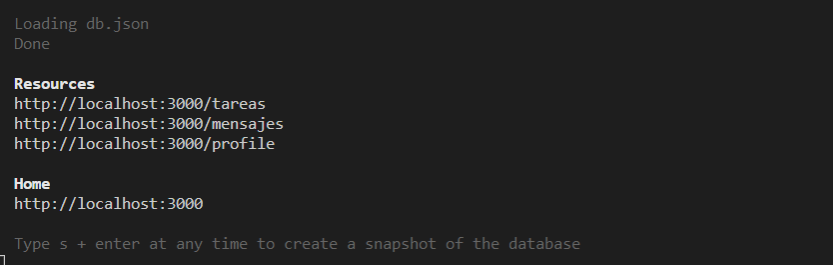 Loading db.json
Done
Resources
http://localhost:3000/tareas
http://localhost:3000/mensajes
http://localhost:3000/profile
Home
http://localhost:3000
Type s + enter at any time to create a snapshot of the database